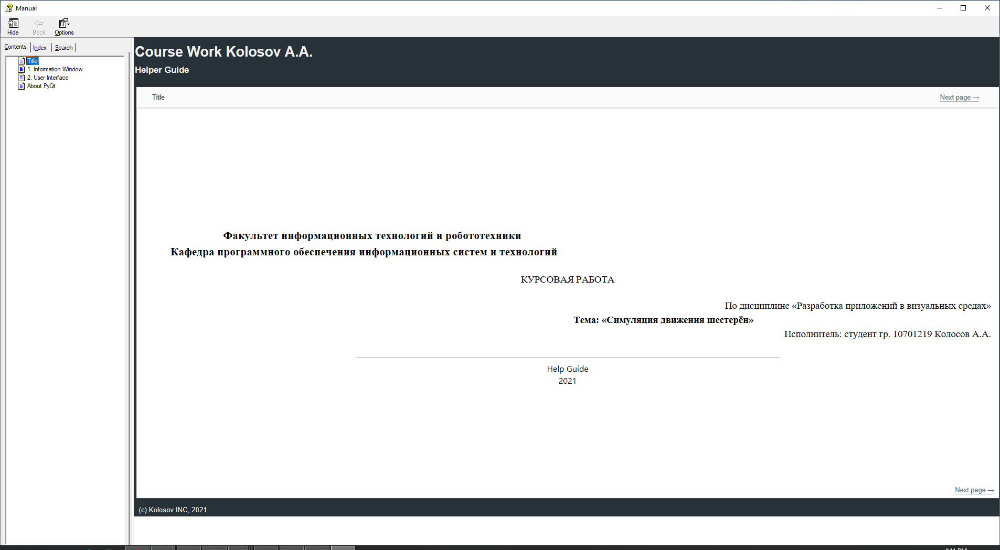 Manual
Hide Back Options
Contents Index Search
Title
1. Information Window
2. User Interface
About PyQt
Course Work Kolosov A.A.
Helper Guide
Title Next page →
Факультет информационных технологий и робототехники
Кафедра программного обеспечения информационных систем и технологий
КУРСОВАЯ РАБОТА
По дисциплине «Разработка приложений в визуальных средах»
Тема: «Симуляция движения шестерён»
Исполнитель: студент гр. 10701219 Колосов А.А.
Help Guide
2021
Next page →
(c) Kolosov INC, 2021